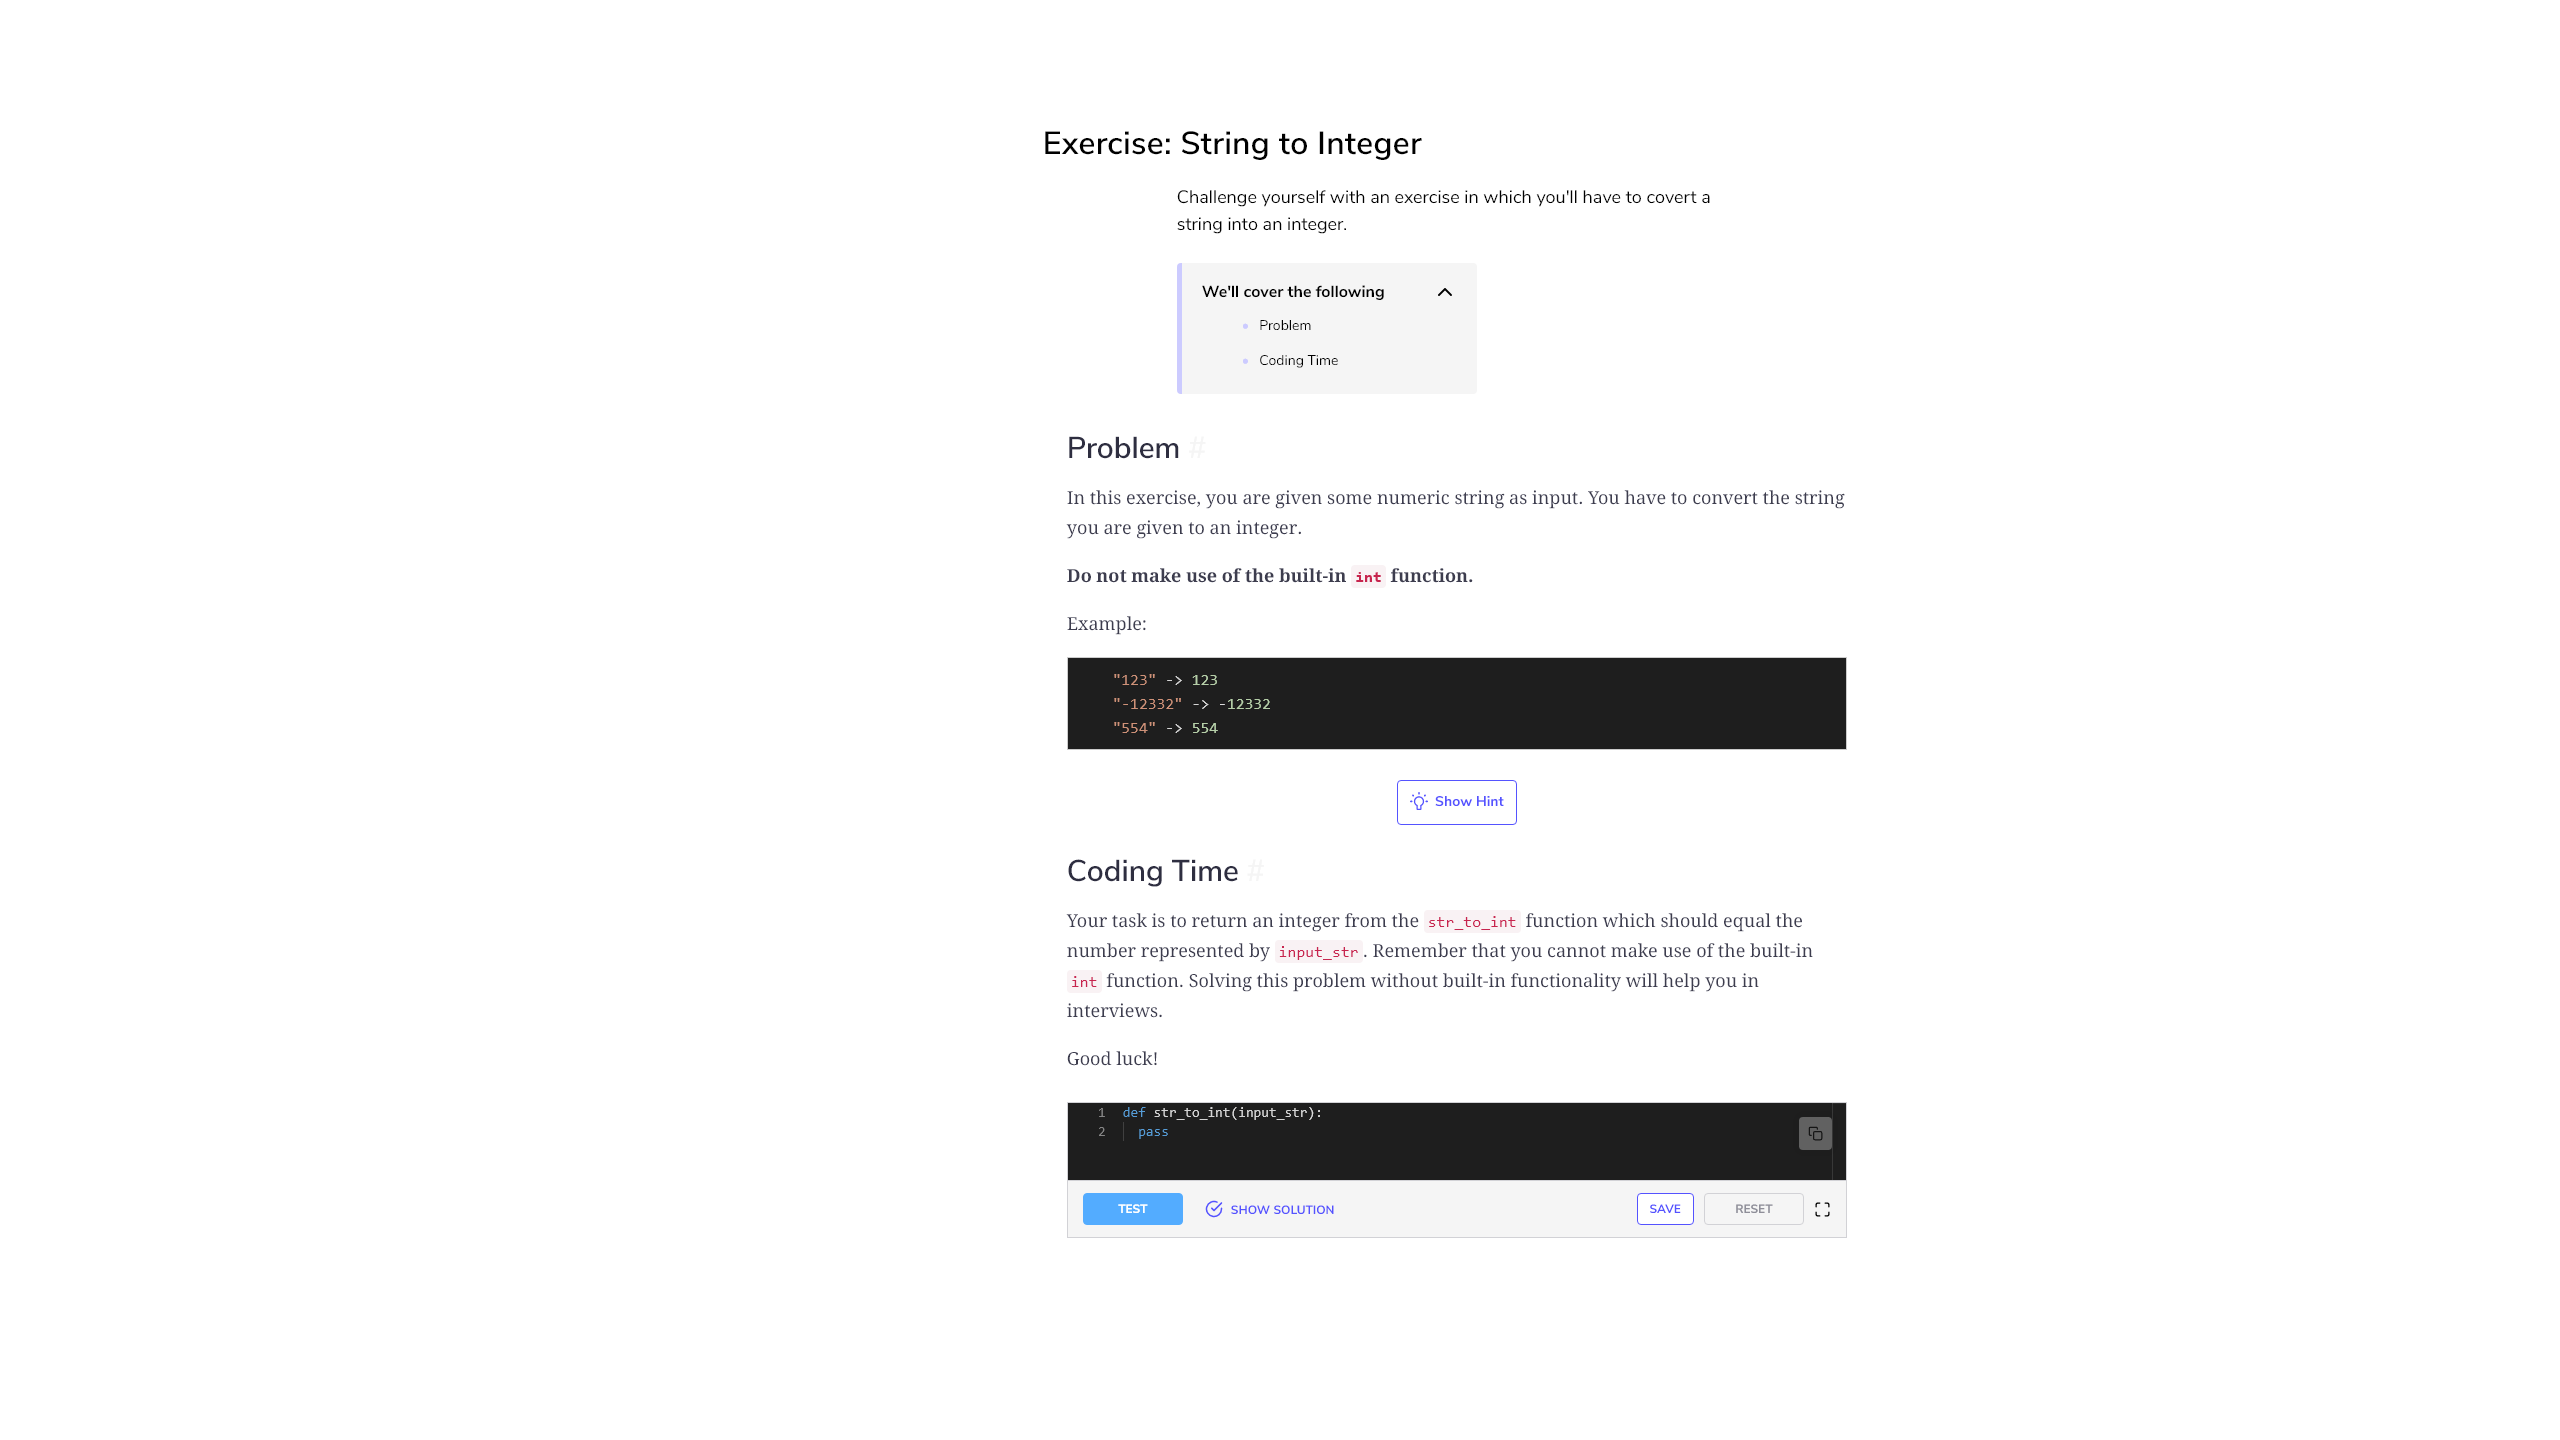 Exercise: String to Integer
Challenge yourself with an exercise in which you'll have to covert a
string into an integer.
We'll cover the following
Problem
Coding Time
Problem #
In this exercise, you are given some numeric string as input. You have to convert the string
you are given to an integer.
Do not make use of the built-in int function.
Example:
"123" -> 123
"-12332" -> -12332
"554" -> 554
Show Hint
Coding Time #
Your task is to return an integer from the str_to_int function which should equal the
number represented by input_str. Remember that you cannot make use of the built-in
int function. Solving this problem without built-in functionality will help you in
interviews.
Good luck!
1 def str_to_int(input_str):
2 pass
TEST SHOW SOLUTION SAVE RESET